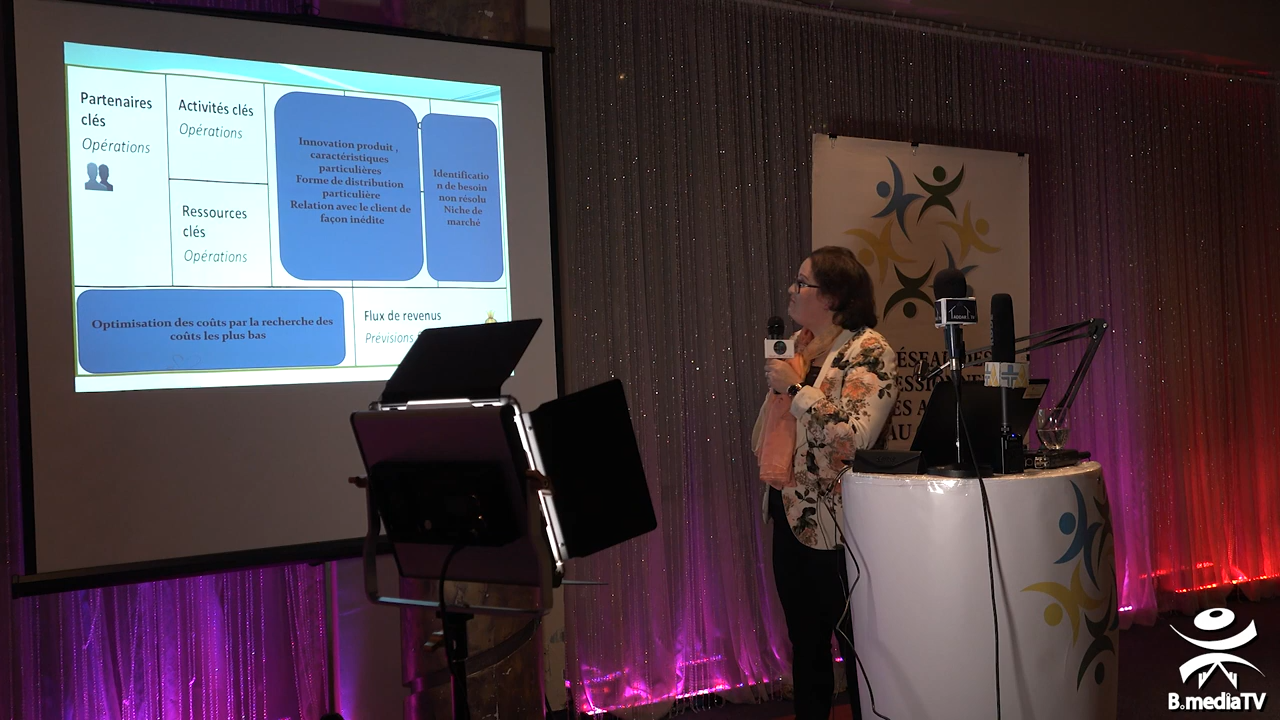 Partenaires
clés
Opérations
Activités clés
Opérations
Ressources
clés
Opérations
Innovation produit ,
caractéristiques
particulières
Forme de distribution
particulière
Relation avec le client de
façon inédite
Identificatio
n de besoin
non résolu
Niche de
marché
Optimisation des coûts par la recherche des
coûts les plus bas
Flux de revenus
Prévisions
AU
B.mediaTV